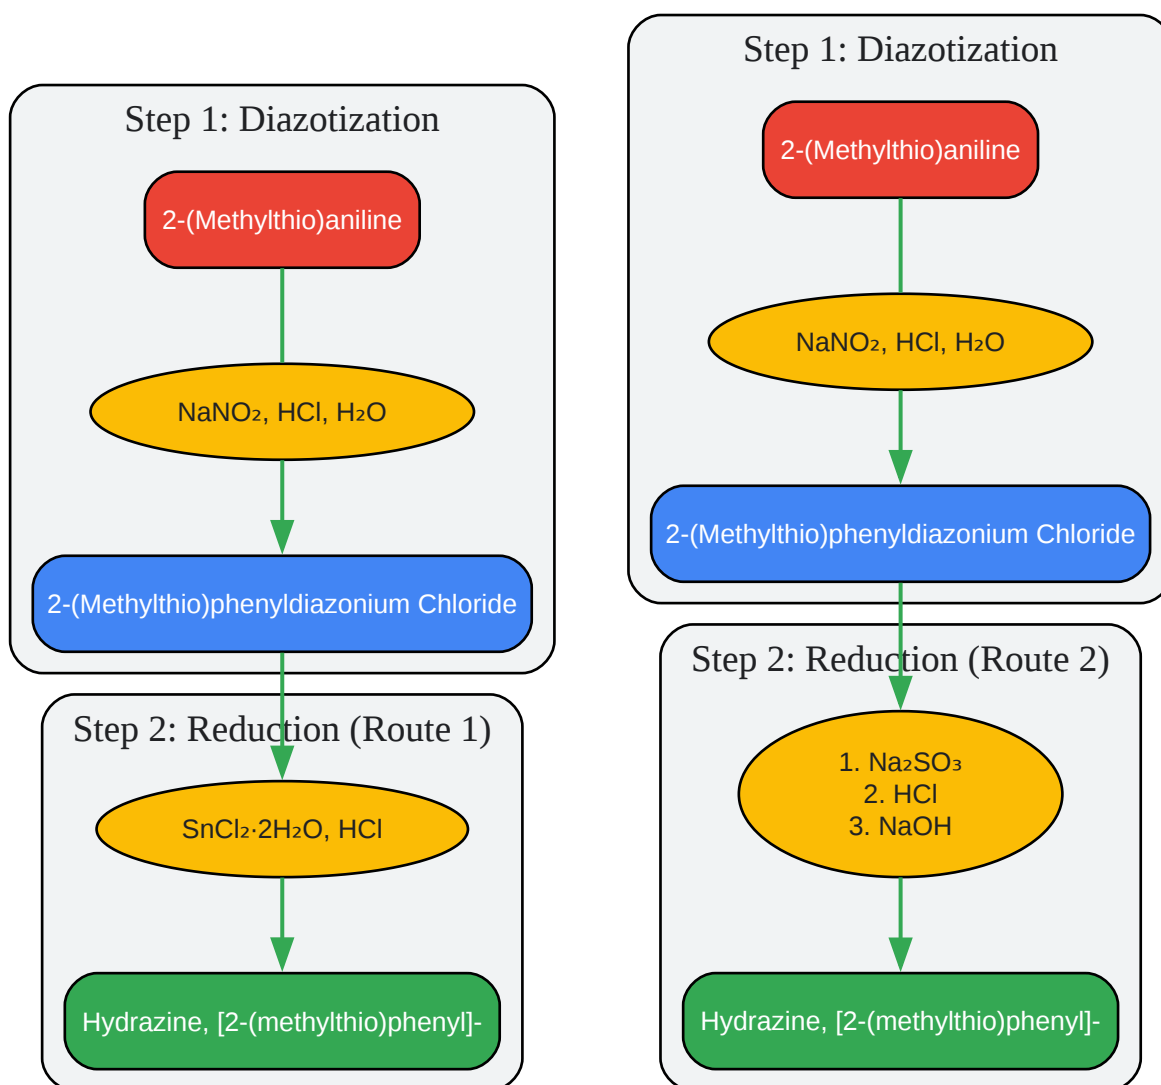 Step 1: Diazotization
2-(Methylthio)aniline
NaNO₂, HCl, H₂O
2-(Methylthio)phenyldiazonium Chloride
Step 2: Reduction (Route 1)
SnCl₂·2H₂O, HCl
Hydrazine, [2-(methylthio)phenyl]-
Step 1: Diazotization
2-(Methylthio)aniline
NaNO₂, HCl, H₂O
2-(Methylthio)phenyldiazonium Chloride
Step 2: Reduction (Route 2)
1. Na₂SO₃
2. HCl
3. NaOH
Hydrazine, [2-(methylthio)phenyl]-